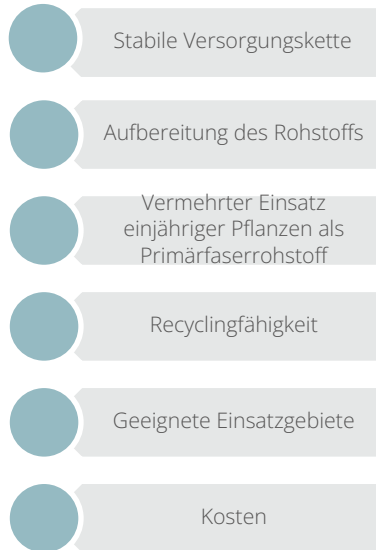 Stabile Versorgungskette
Aufbereitung des Rohstoffs
Vermehrter Einsatz
einjähriger Pflanzen als
Primärfaserrohstoff
Recyclingfähigkeit
Geeignete Einsatzgebiete
Kosten